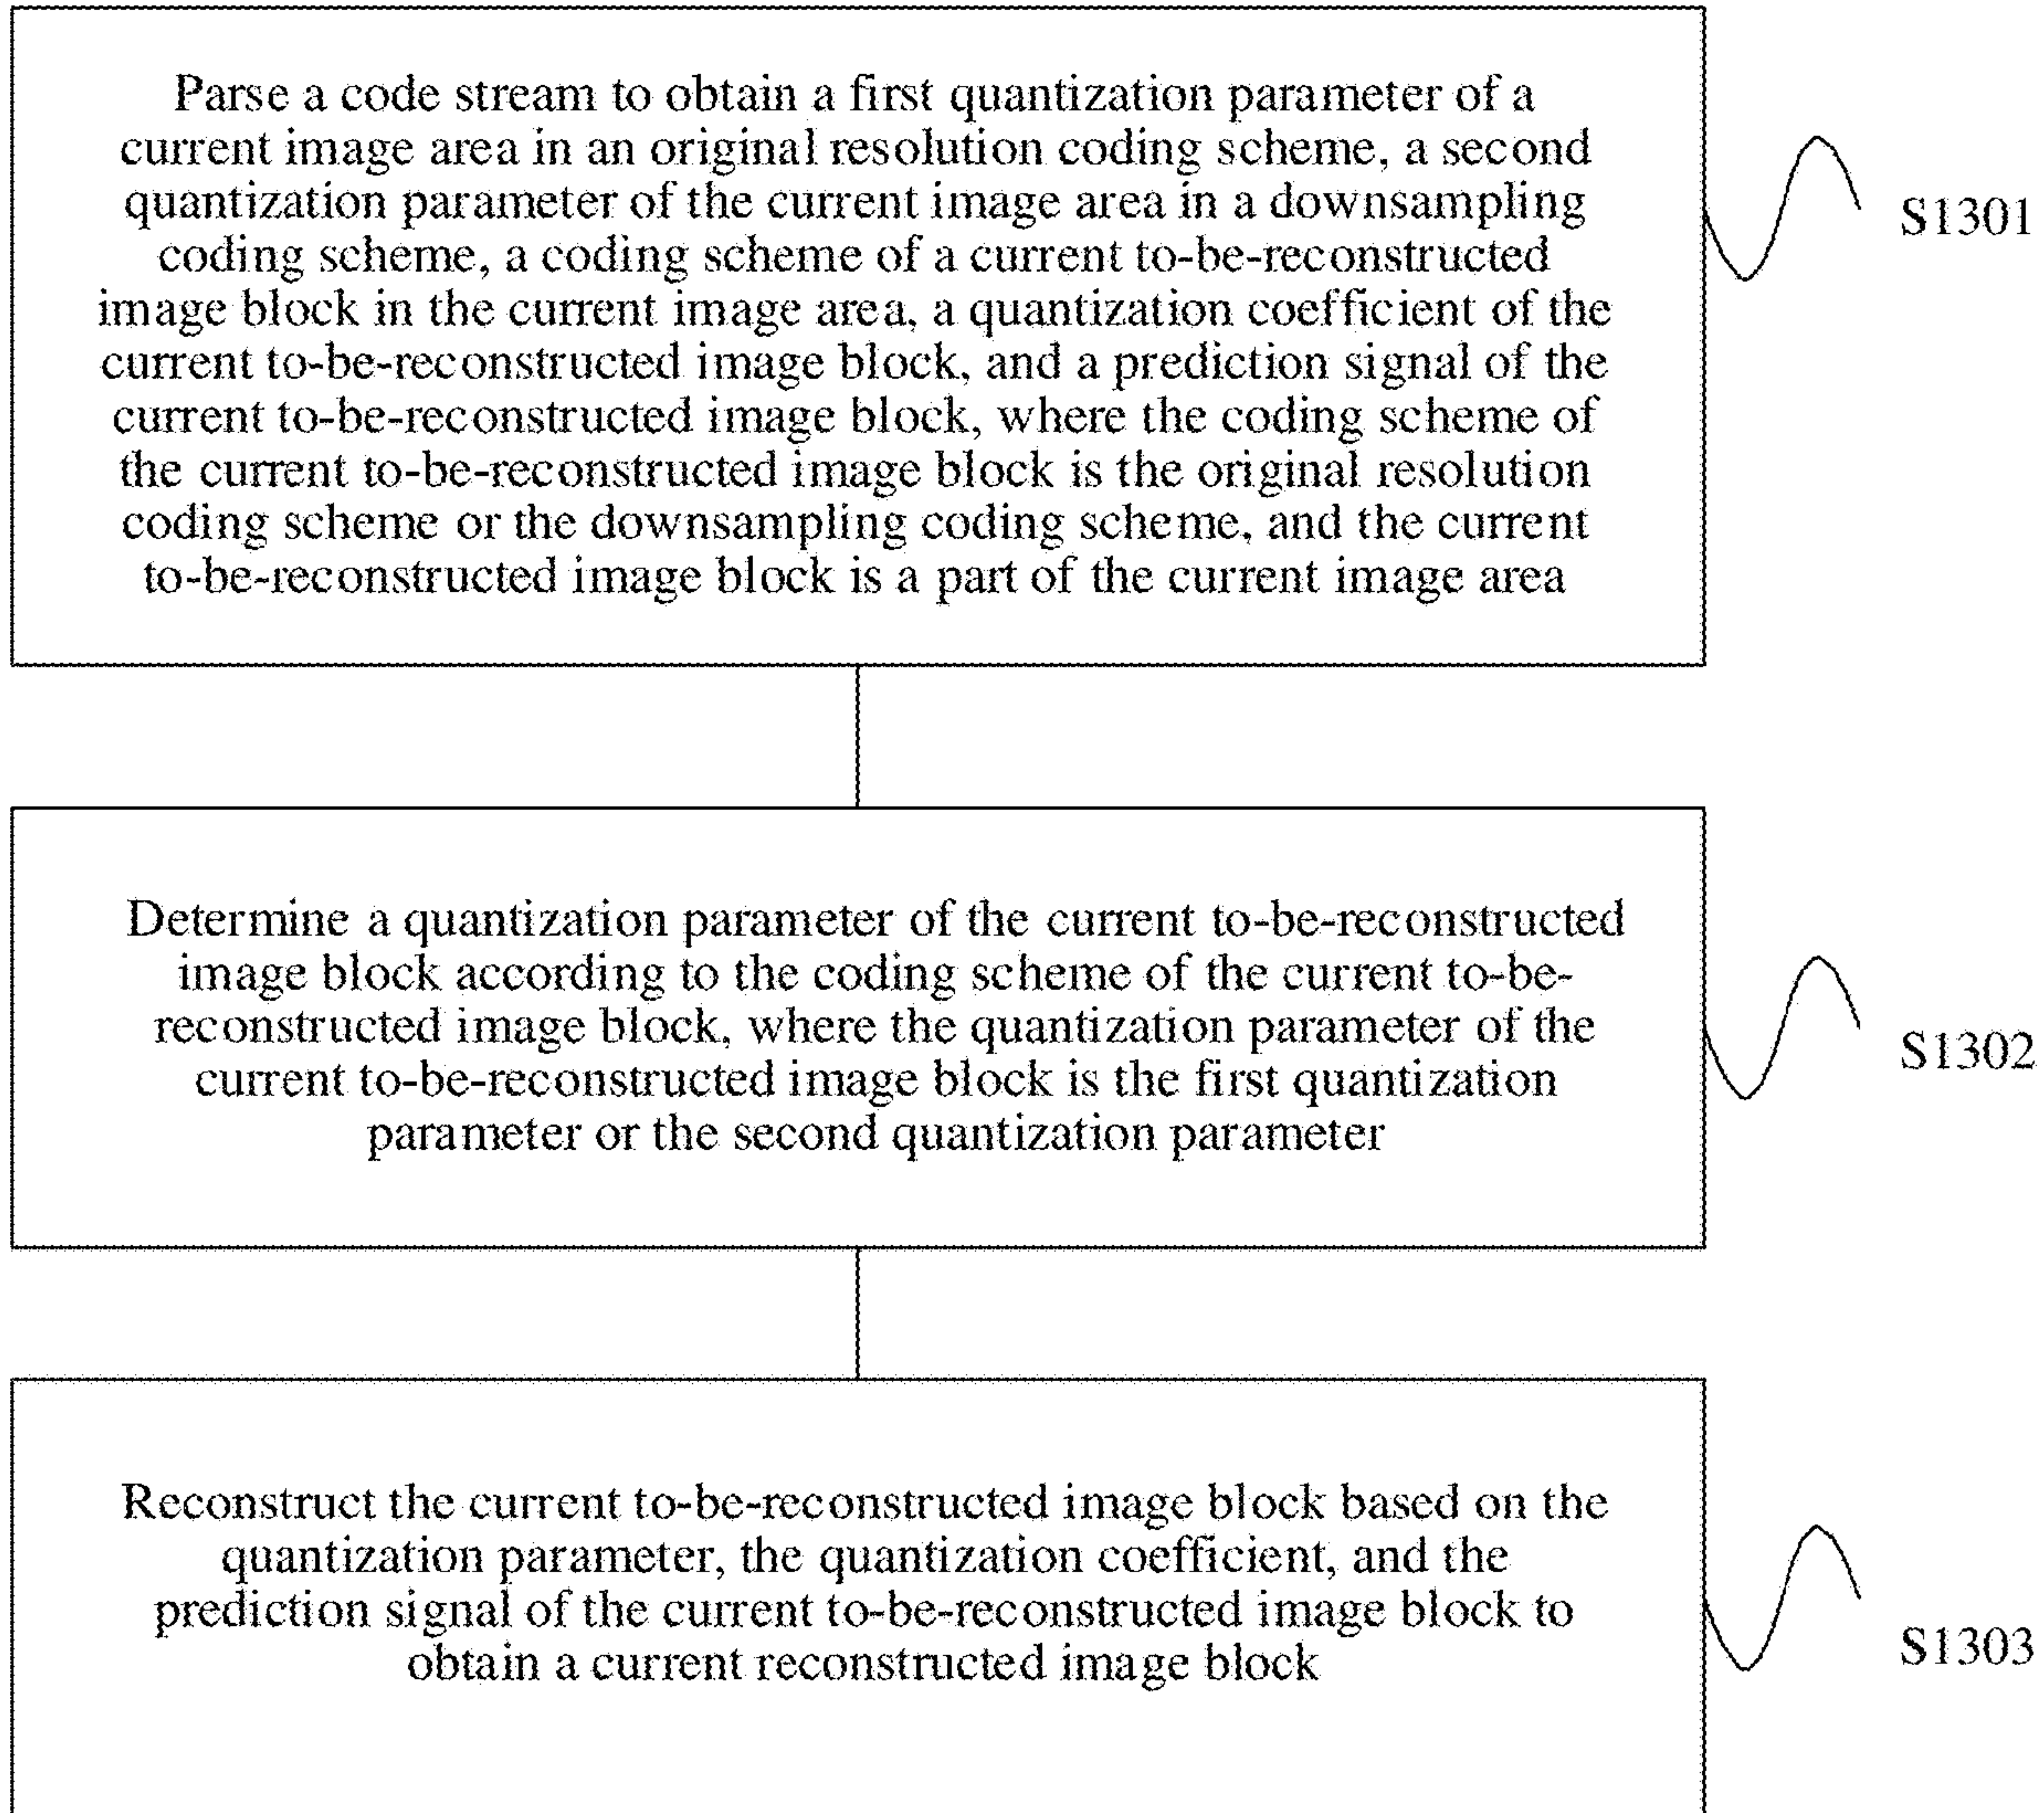 Parse a code stream to obtain a first quantization parameter of a
current image area in an original resolution coding scheme, a second
quantization parameter of the current image area in a downsampling
coding scheme, a coding scheme of a current to-be-reconstructed
image block in the current image area, a quantization coefficient of the
current to-be-reconstructed image block, and a prediction signal of the
current to-be-reconstructed image block, where the coding scheme of
the current to-be-reconstructed image block is the original resolution
coding scheme or the downsampling coding scheme, and the current
to-be-reconstructed image block is a part of the current image area
S1301
Determine a quantization parameter of the current to-be-reconstructed
image block according to the coding scheme of the current to-be-
reconstructed image block, where the quantization parameter of the
current to-be-reconstructed image block is the first quantization
parameter or the second quantization parameter
S1302
Reconstruct the current to-be-reconstructed image block based on the
quantization parameter, the quantization coefficient, and the
prediction signal of the current to-be-reconstructed image block to
obtain a current reconstructed image block
S1303